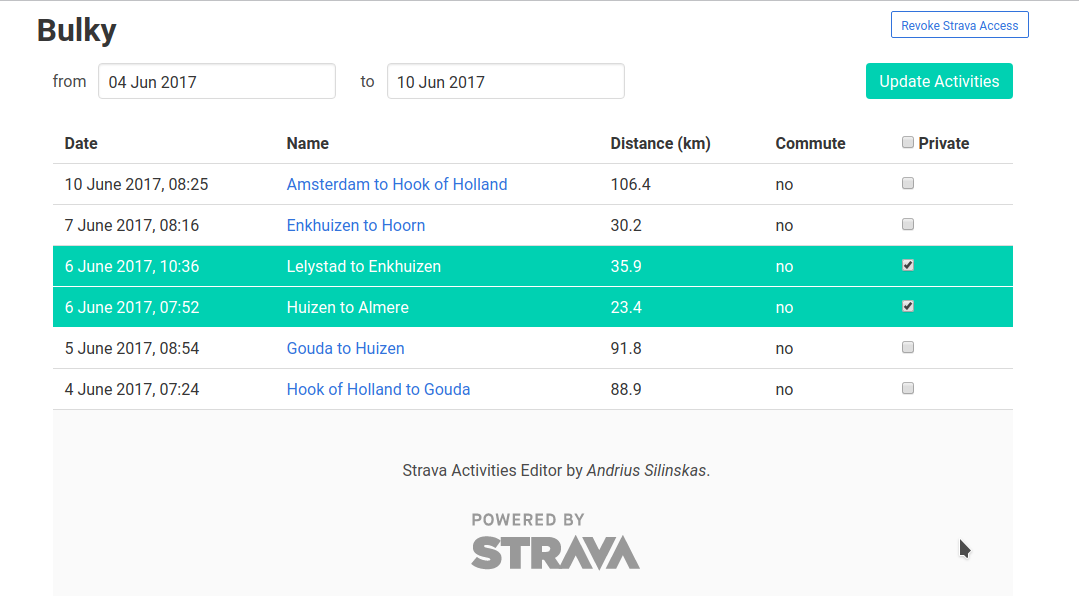 Bulky
Revoke Strava Access
from 04 Jun 2017 to 10 Jun 2017 Update Activities
Date Name Distance (km) Commute Private
10 June 2017, 08:25 Amsterdam to Hook of Holland 106.4 no
7 June 2017, 08:16 Enkhuizen to Hoorn 30.2 no
6 June 2017, 10:36 Lelystad to Enkhuizen 35.9 no
6 June 2017, 07:52 Huizen to Almere 23.4 no
5 June 2017, 08:54 Gouda to Huizen 91.8 no
4 June 2017, 07:24 Hook of Holland to Gouda 88.9 no
Strava Activities Editor by Andrius Silinskas.
POWERED BY
STRAVA